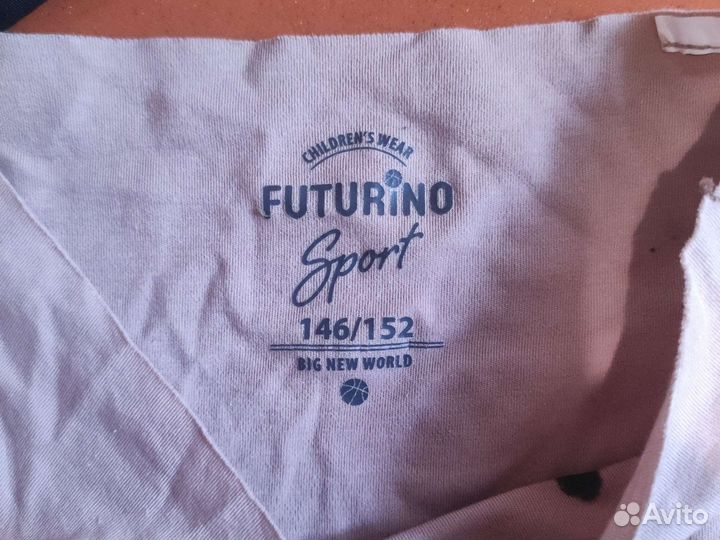 CHILDREN'S WEAR
FUTURiNO
Sport
146/152
BIG NEW WORLD
Avito